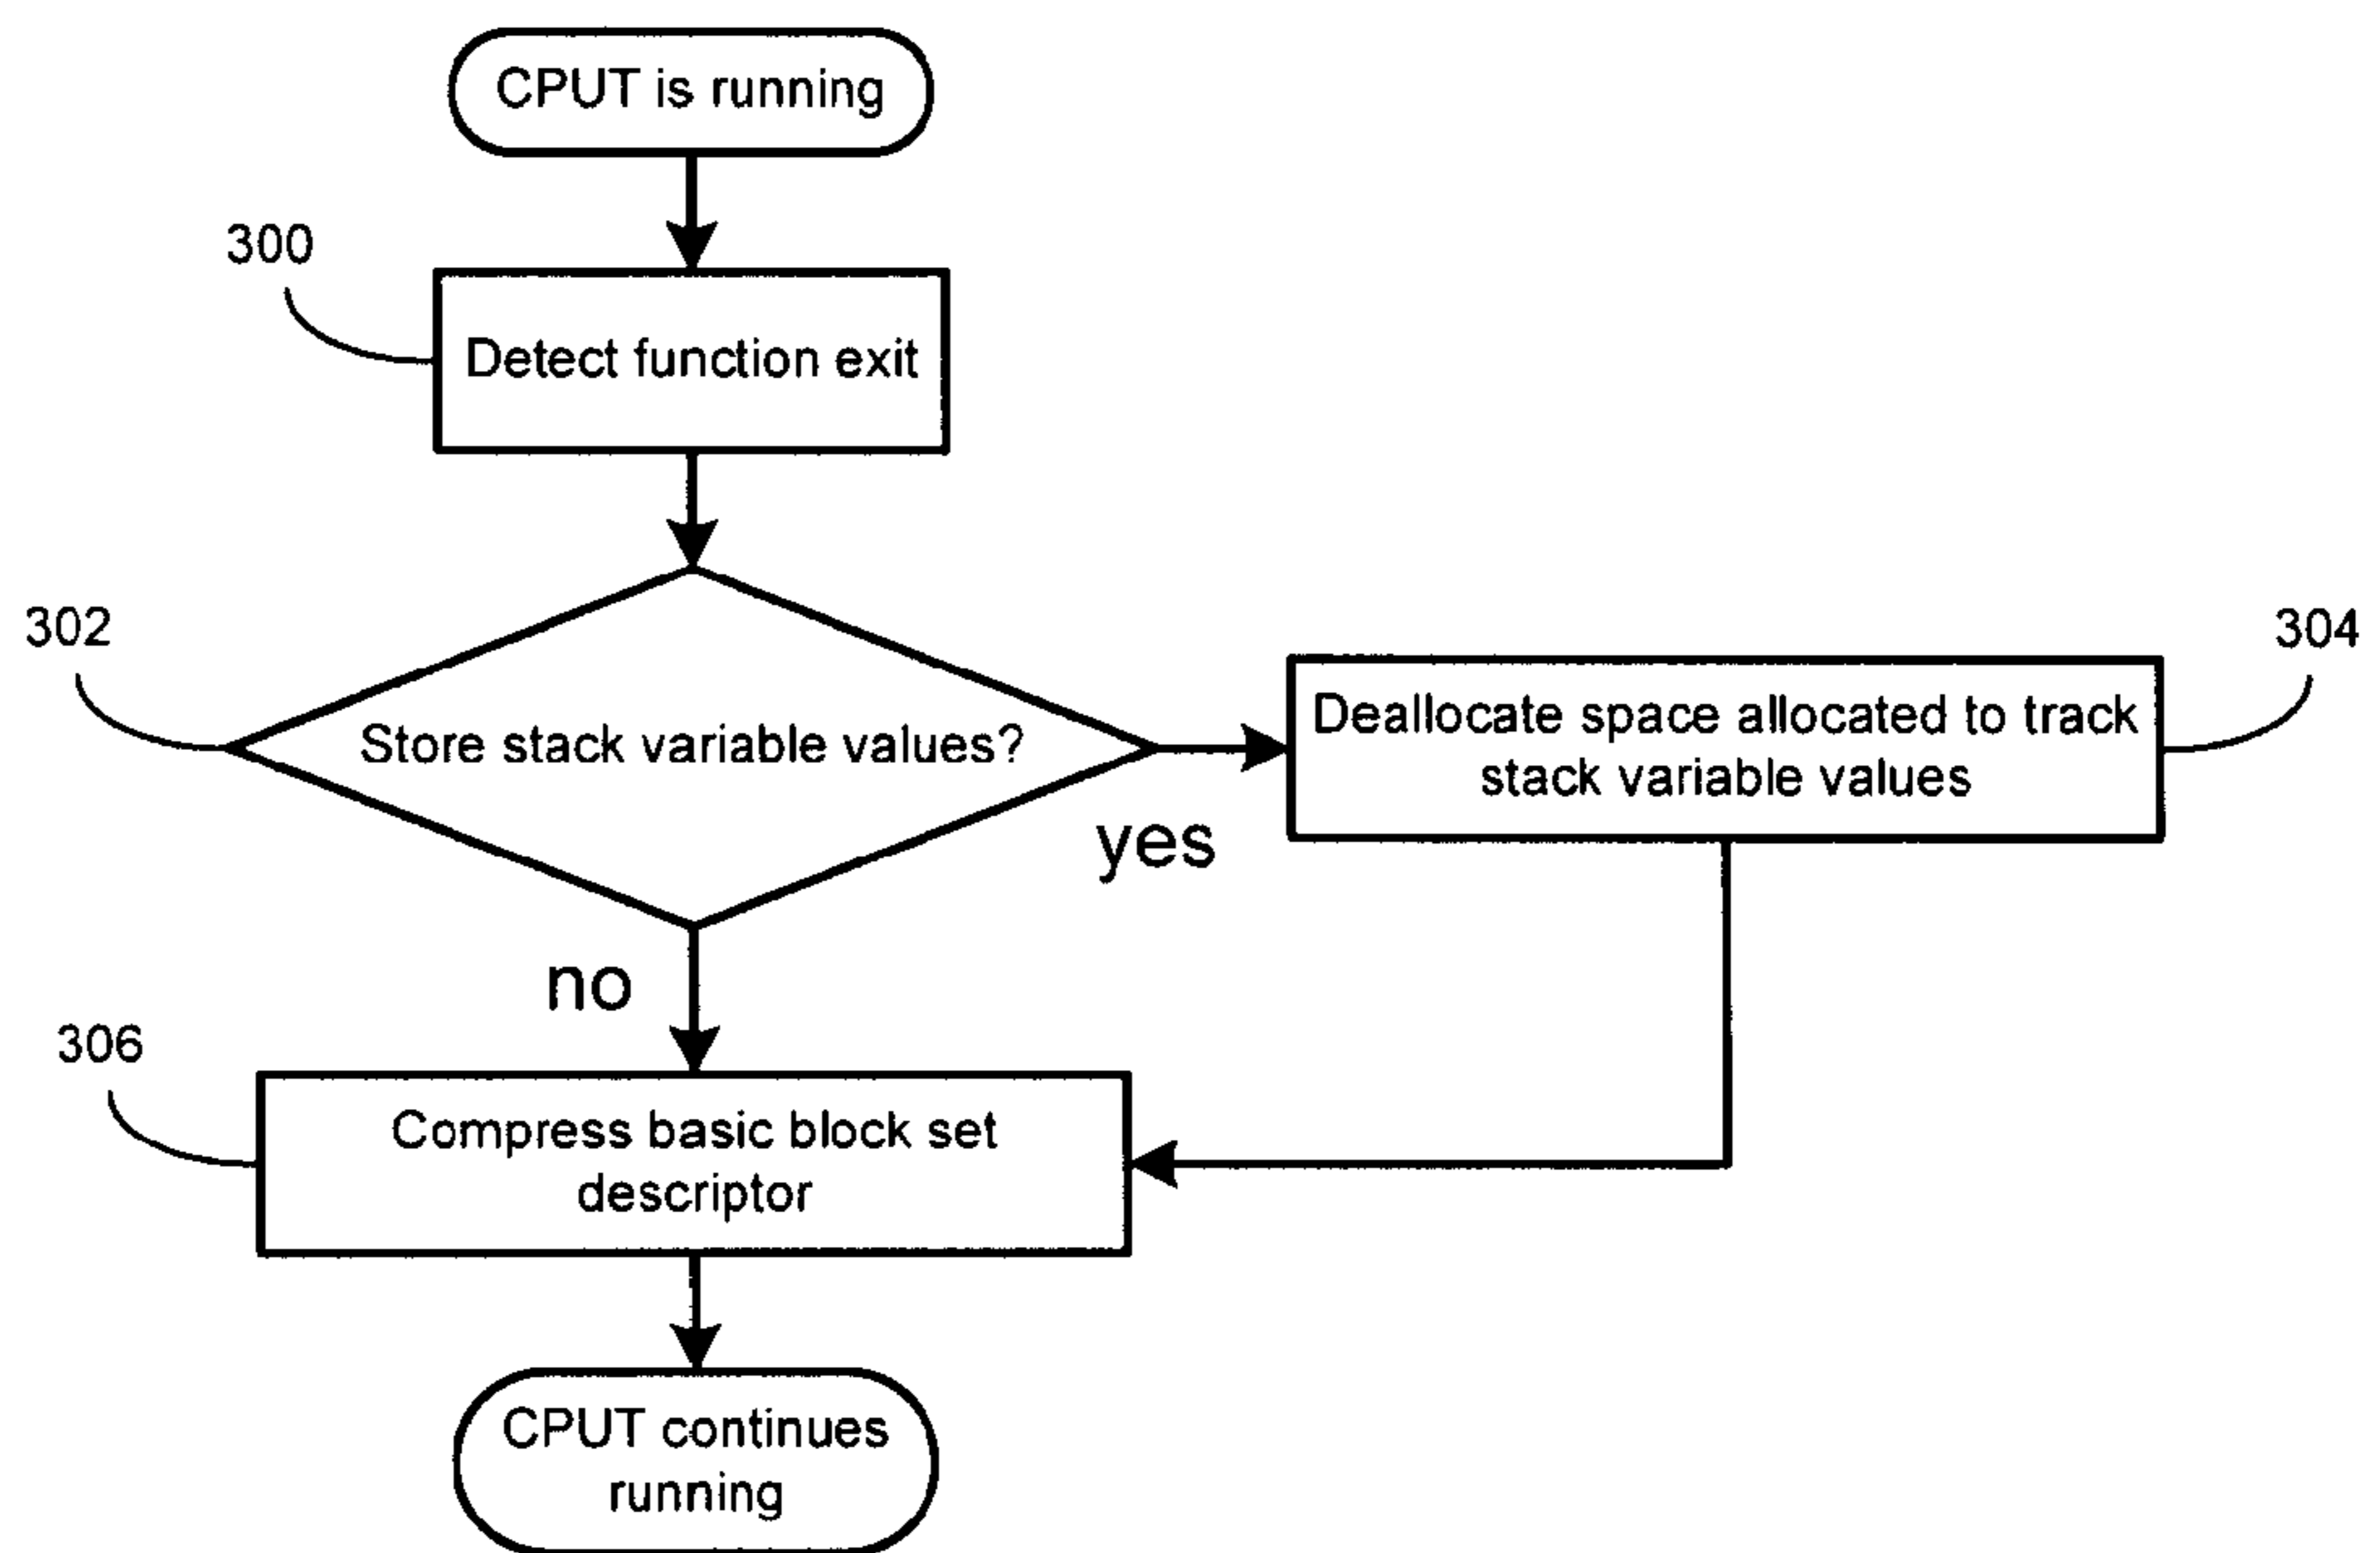 CPUT is running
300
Detect function exit
302
Store stack variable values?
304
Deallocate space allocated to track
stack variable values
yes
no
306
Compress basic block set
descriptor
CPUT continues
running